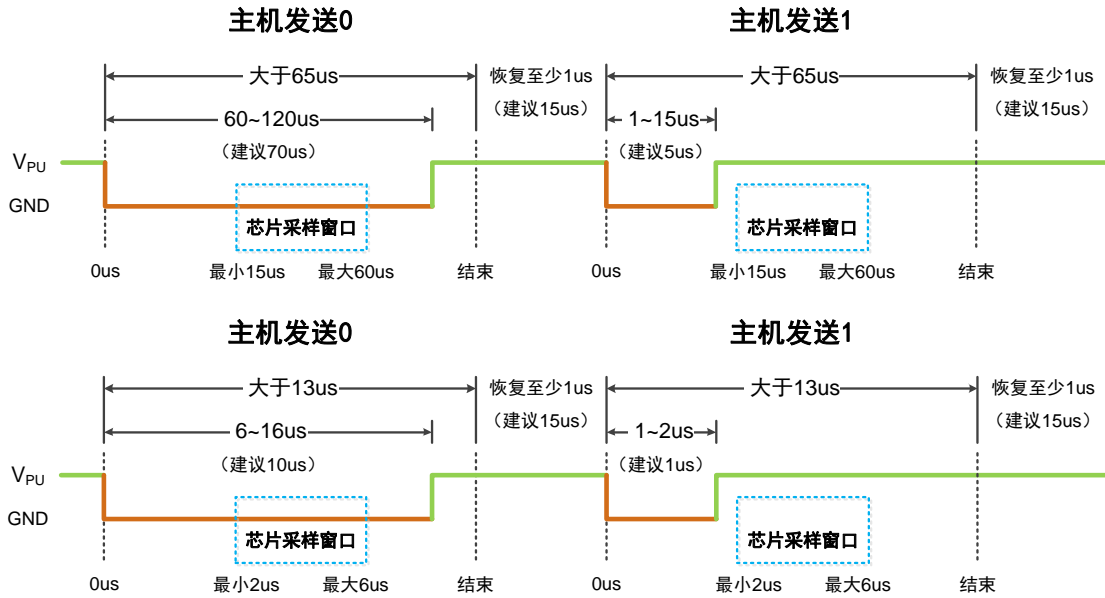 主机发送0
主机发送1
大于65us
恢复至少1us
（建议15us）
大于65us
恢复至少1us
（建议15us）
60~120us
（建议70us）
1~15us
（建议5us）
VPU
GND
芯片采样窗口
芯片采样窗口
0us
最小15us
最大60us
结束
0us
最小15us
最大60us
结束
主机发送0
主机发送1
大于13us
恢复至少1us
（建议15us）
大于13us
恢复至少1us
（建议15us）
6~16us
（建议10us）
1~2us
（建议1us）
VPU
GND
芯片采样窗口
芯片采样窗口
0us
最小2us
最大6us
结束
0us
最小2us
最大6us
结束